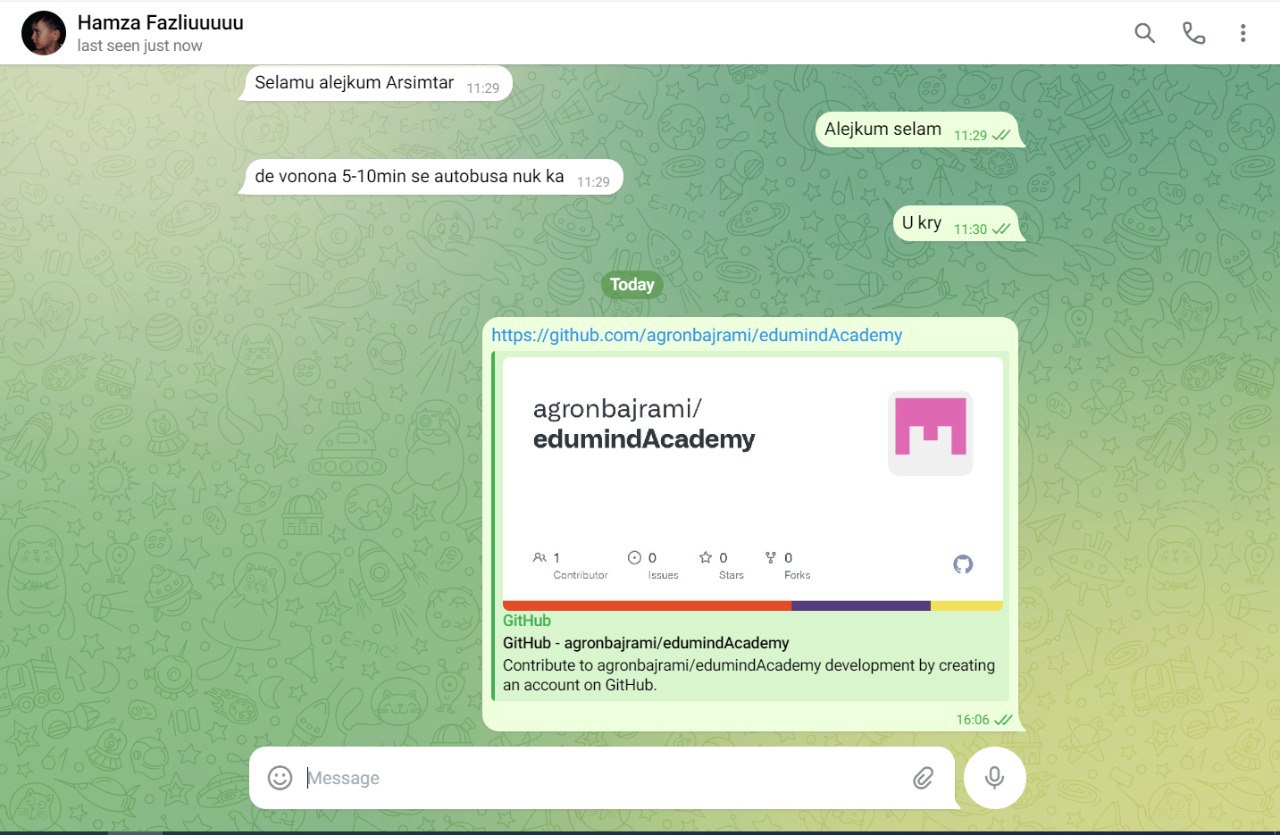 Hamza Fazliuuuuu
last seen just now
Selamu alejkum Arsimtar 11:29
Alejkum selam 11:29
de vonona 5-10min se autobusa nuk ka 11:29
U kry 11:30
Today
https://github.com/agronbajrami/edumindAcademy
agronbajrami/
edumindAcademy
1 0 0 0
Contributor Issues Stars Forks
GitHub
GitHub - agronbajrami/edumindAcademy
Contribute to agronbajrami/edumindAcademy development by creating
an account on GitHub.
16:06
Message